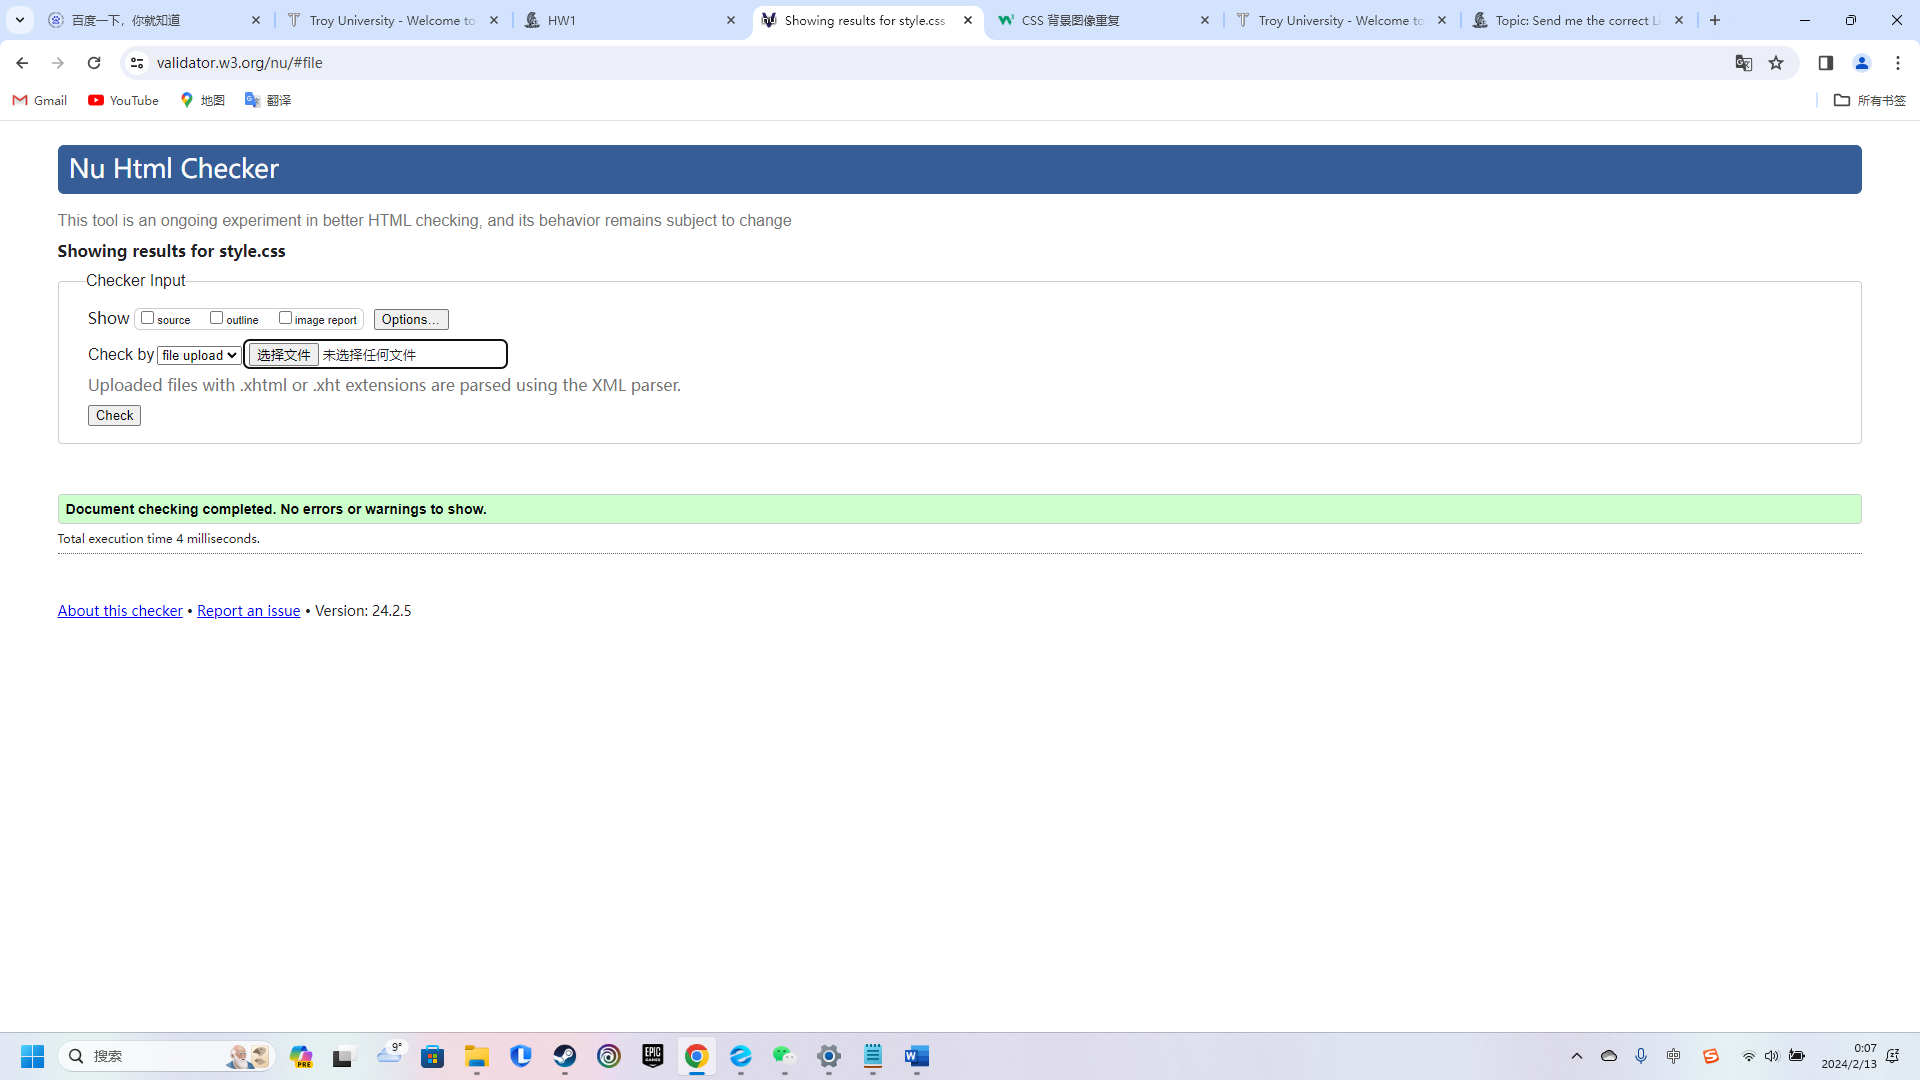 百度一下，你就知道
Troy University - Welcome to
HW1
Showing results for style.css
CSS 背景图像重复
Troy University - Welcome to
Topic: Send me the correct Li
validator.w3.org/nu/#file
Gmail
YouTube
地图
翻译
所有书签
Nu Html Checker
This tool is an ongoing experiment in better HTML checking, and its behavior remains subject to change
Showing results for style.css
Checker Input
Show source outline image report Options...
Check by file upload 选择文件 未选择任何文件
Uploaded files with .xhtml or .xht extensions are parsed using the XML parser.
Check
Document checking completed. No errors or warnings to show.
Total execution time 4 milliseconds.
About this checker • Report an issue • Version: 24.2.5
搜索
PRE
9°
EPIC GAMES
W
中
S
0:07
2024/2/13